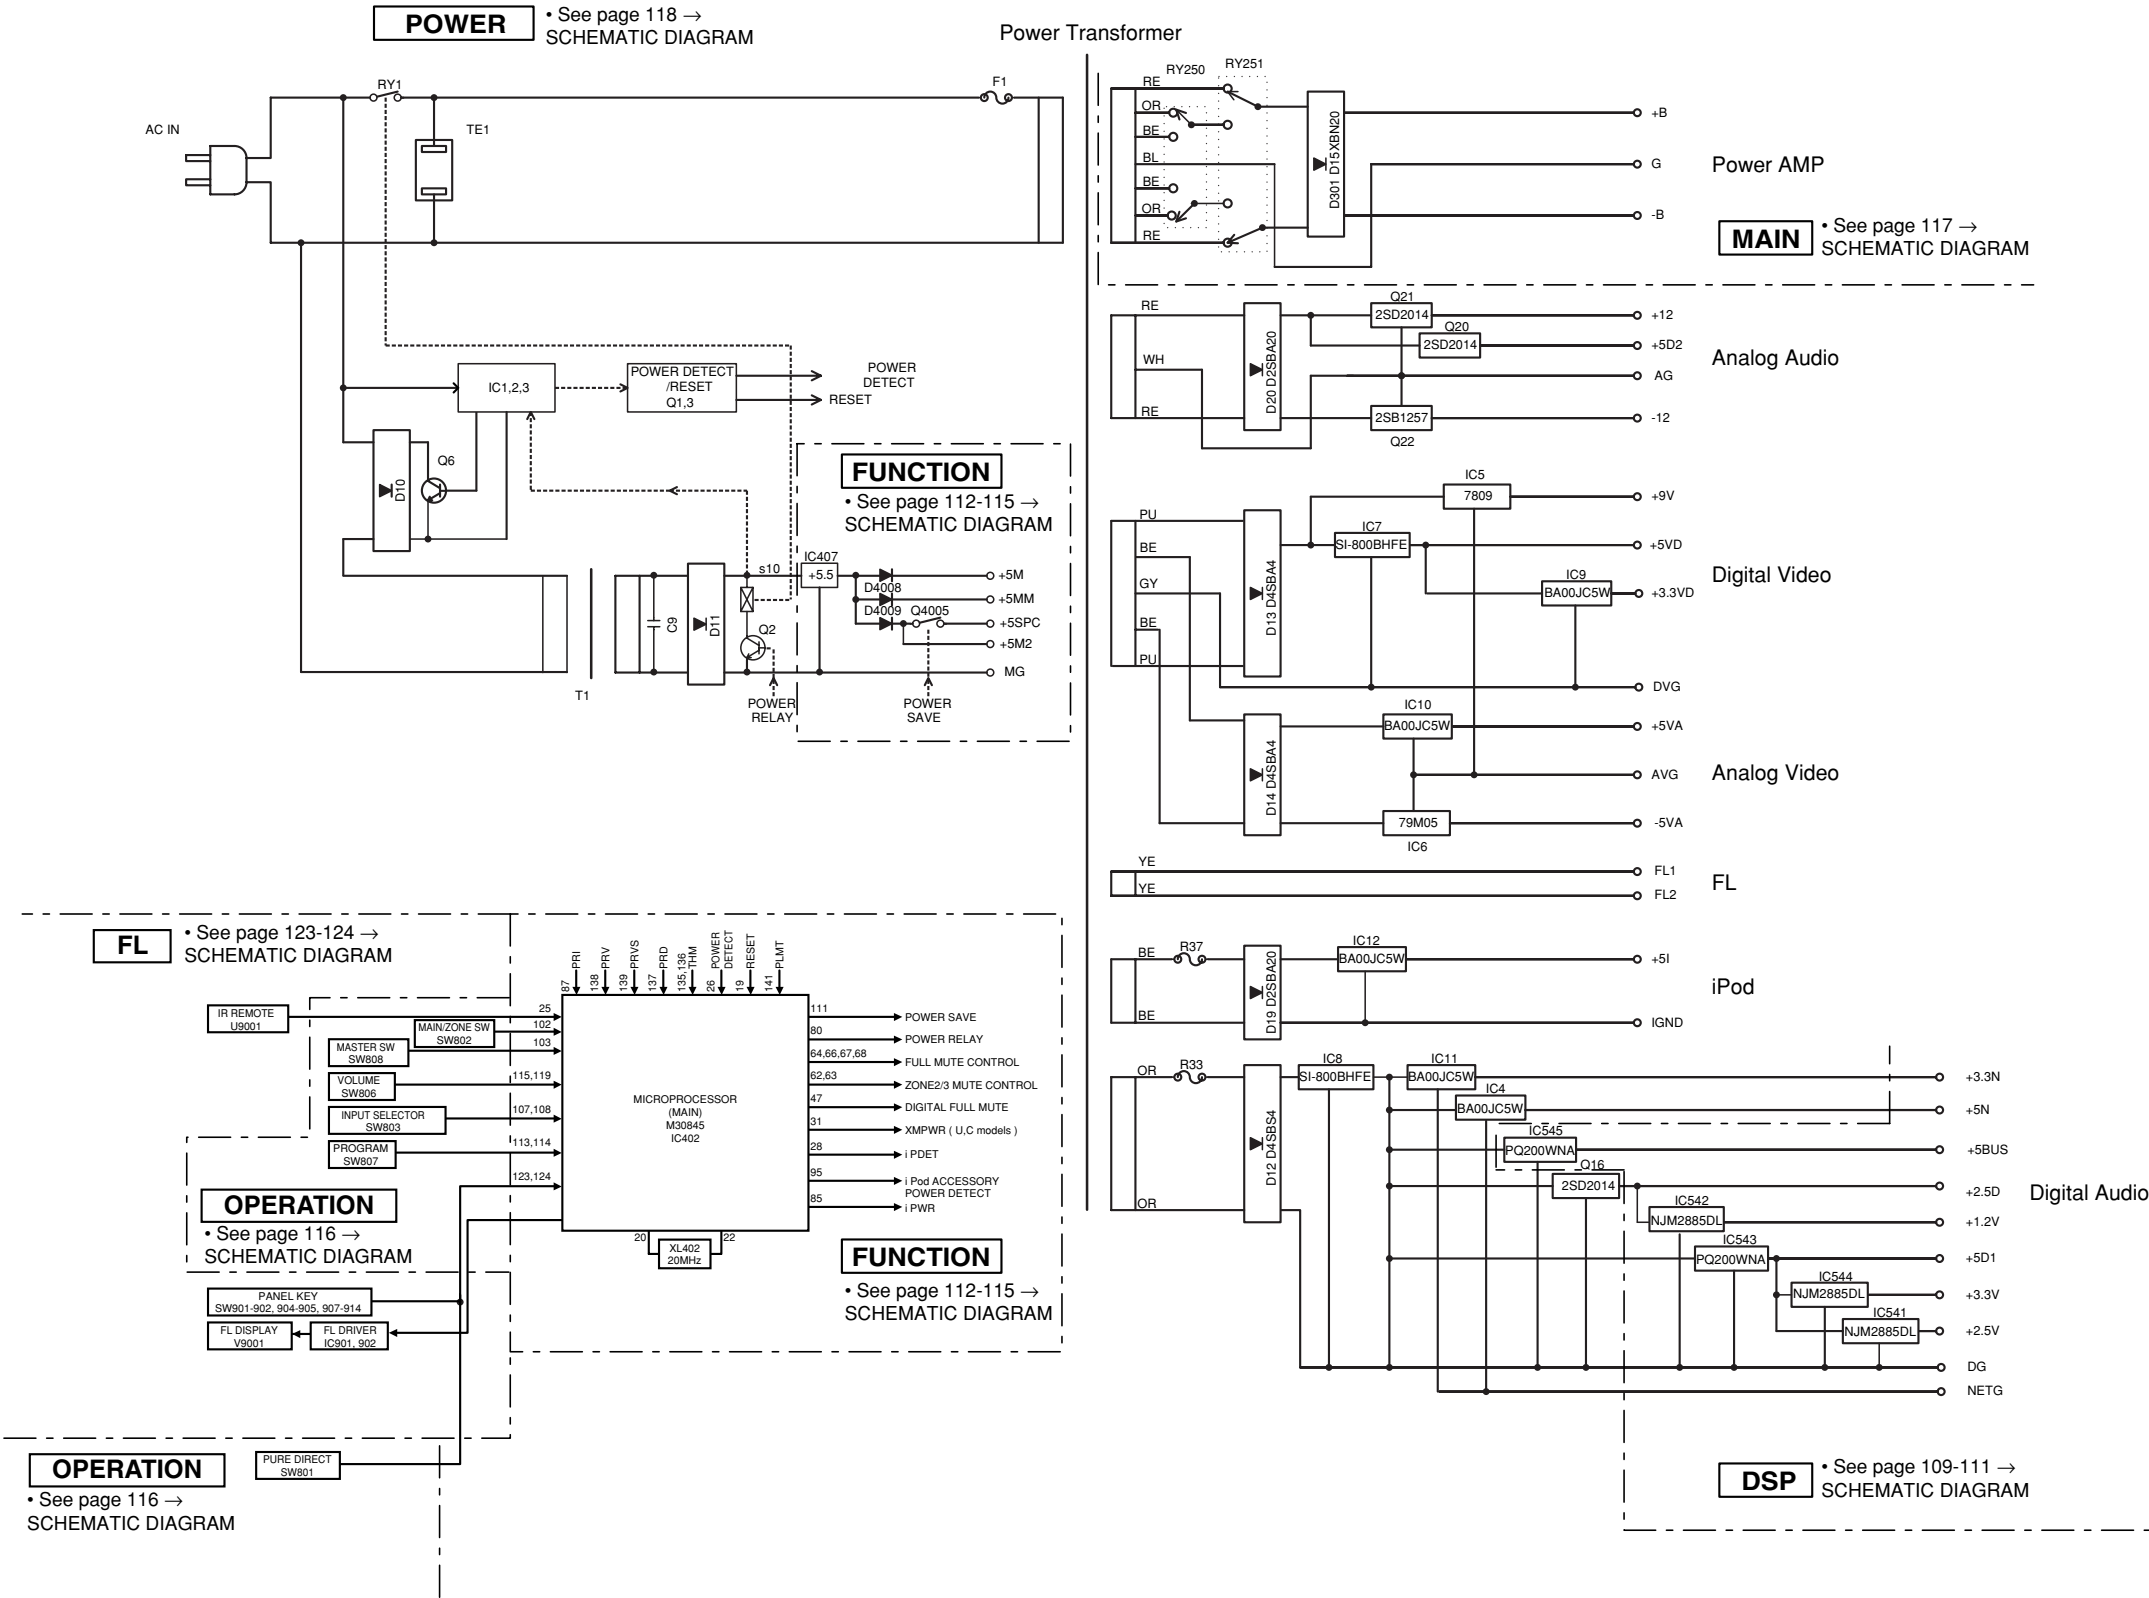 POWER
• See page 118 →
SCHEMATIC DIAGRAM
Power Transformer
AC IN
RY1
TE1
F1
IC1,2,3
POWER DETECT
/RESET
Q1,3
POWER
DETECT
RESET
D10
Q6
T1
C9
D11
s10
Q2
POWER
RELAY
FUNCTION
• See page 112-115 →
SCHEMATIC DIAGRAM
IC407
+5.5
D4008
D4009
Q4005
+5M
+5MM
+5SPC
+5M2
MG
POWER
SAVE
RY250
RY251
RE
OR
BE
BL
BE
OR
RE
D301 D15XBN20
+B
G
-B
Power AMP
MAIN
• See page 117 →
SCHEMATIC DIAGRAM
RE
WH
RE
D20 D2SBA20
Q21
2SD2014
Q20
2SD2014
2SB1257
Q22
+12
+5D2
AG
-12
Analog Audio
PU
BE
GY
BE
PU
D13 D4SBA4
IC5
7809
IC7
SI-800BHFE
IC9
BA00JC5W
+9V
+5VD
+3.3VD
DVG
Digital Video
D14 D4SBA4
IC10
BA00JC5W
79M05
IC6
+5VA
AVG
-5VA
Analog Video
YE
YE
FL1
FL2
FL
BE
R37
BE
D19 D2SBA20
IC12
BA00JC5W
+5I
IGND
iPod
OR
R33
OR
D12 D4SBS4
IC8
SI-800BHFE
IC11
BA00JC5W
IC4
BA00JC5W
IC545
PQ200WNA
Q16
2SD2014
IC542
NJM2885DL
IC543
PQ200WNA
IC544
NJM2885DL
IC541
NJM2885DL
+3.3N
+5N
+5BUS
+2.5D
+1.2V
+5D1
+3.3V
+2.5V
DG
NETG
Digital Audio
DSP
• See page 109-111 →
SCHEMATIC DIAGRAM
FL
• See page 123-124 →
SCHEMATIC DIAGRAM
87 PRI
138 PRV
139 PRVS
137 PRD
135,136 THM
26 POWER DETECT
19 RESET
141 PLMT
IR REMOTE
U9001
25
MAIN/ZONE SW
SW802
102
MASTER SW
SW808
103
VOLUME
SW806
115,119
INPUT SELECTOR
SW803
107,108
PROGRAM
SW807
113,114
123,124
MICROPROCESSOR
(MAIN)
M30845
IC402
111 POWER SAVE
80 POWER RELAY
64,66,67,68 FULL MUTE CONTROL
62,63 ZONE2/3 MUTE CONTROL
47 DIGITAL FULL MUTE
31 XMPWR ( U,C models )
28 i PDET
95 i Pod ACCESSORY
POWER DETECT
85 i PWR
20
22
XL402
20MHz
OPERATION
• See page 116 →
SCHEMATIC DIAGRAM
FUNCTION
• See page 112-115 →
SCHEMATIC DIAGRAM
PANEL KEY
SW901-902, 904-905, 907-914
FL DISPLAY
V9001
FL DRIVER
IC901, 902
OPERATION
• See page 116 →
SCHEMATIC DIAGRAM
PURE DIRECT
SW801